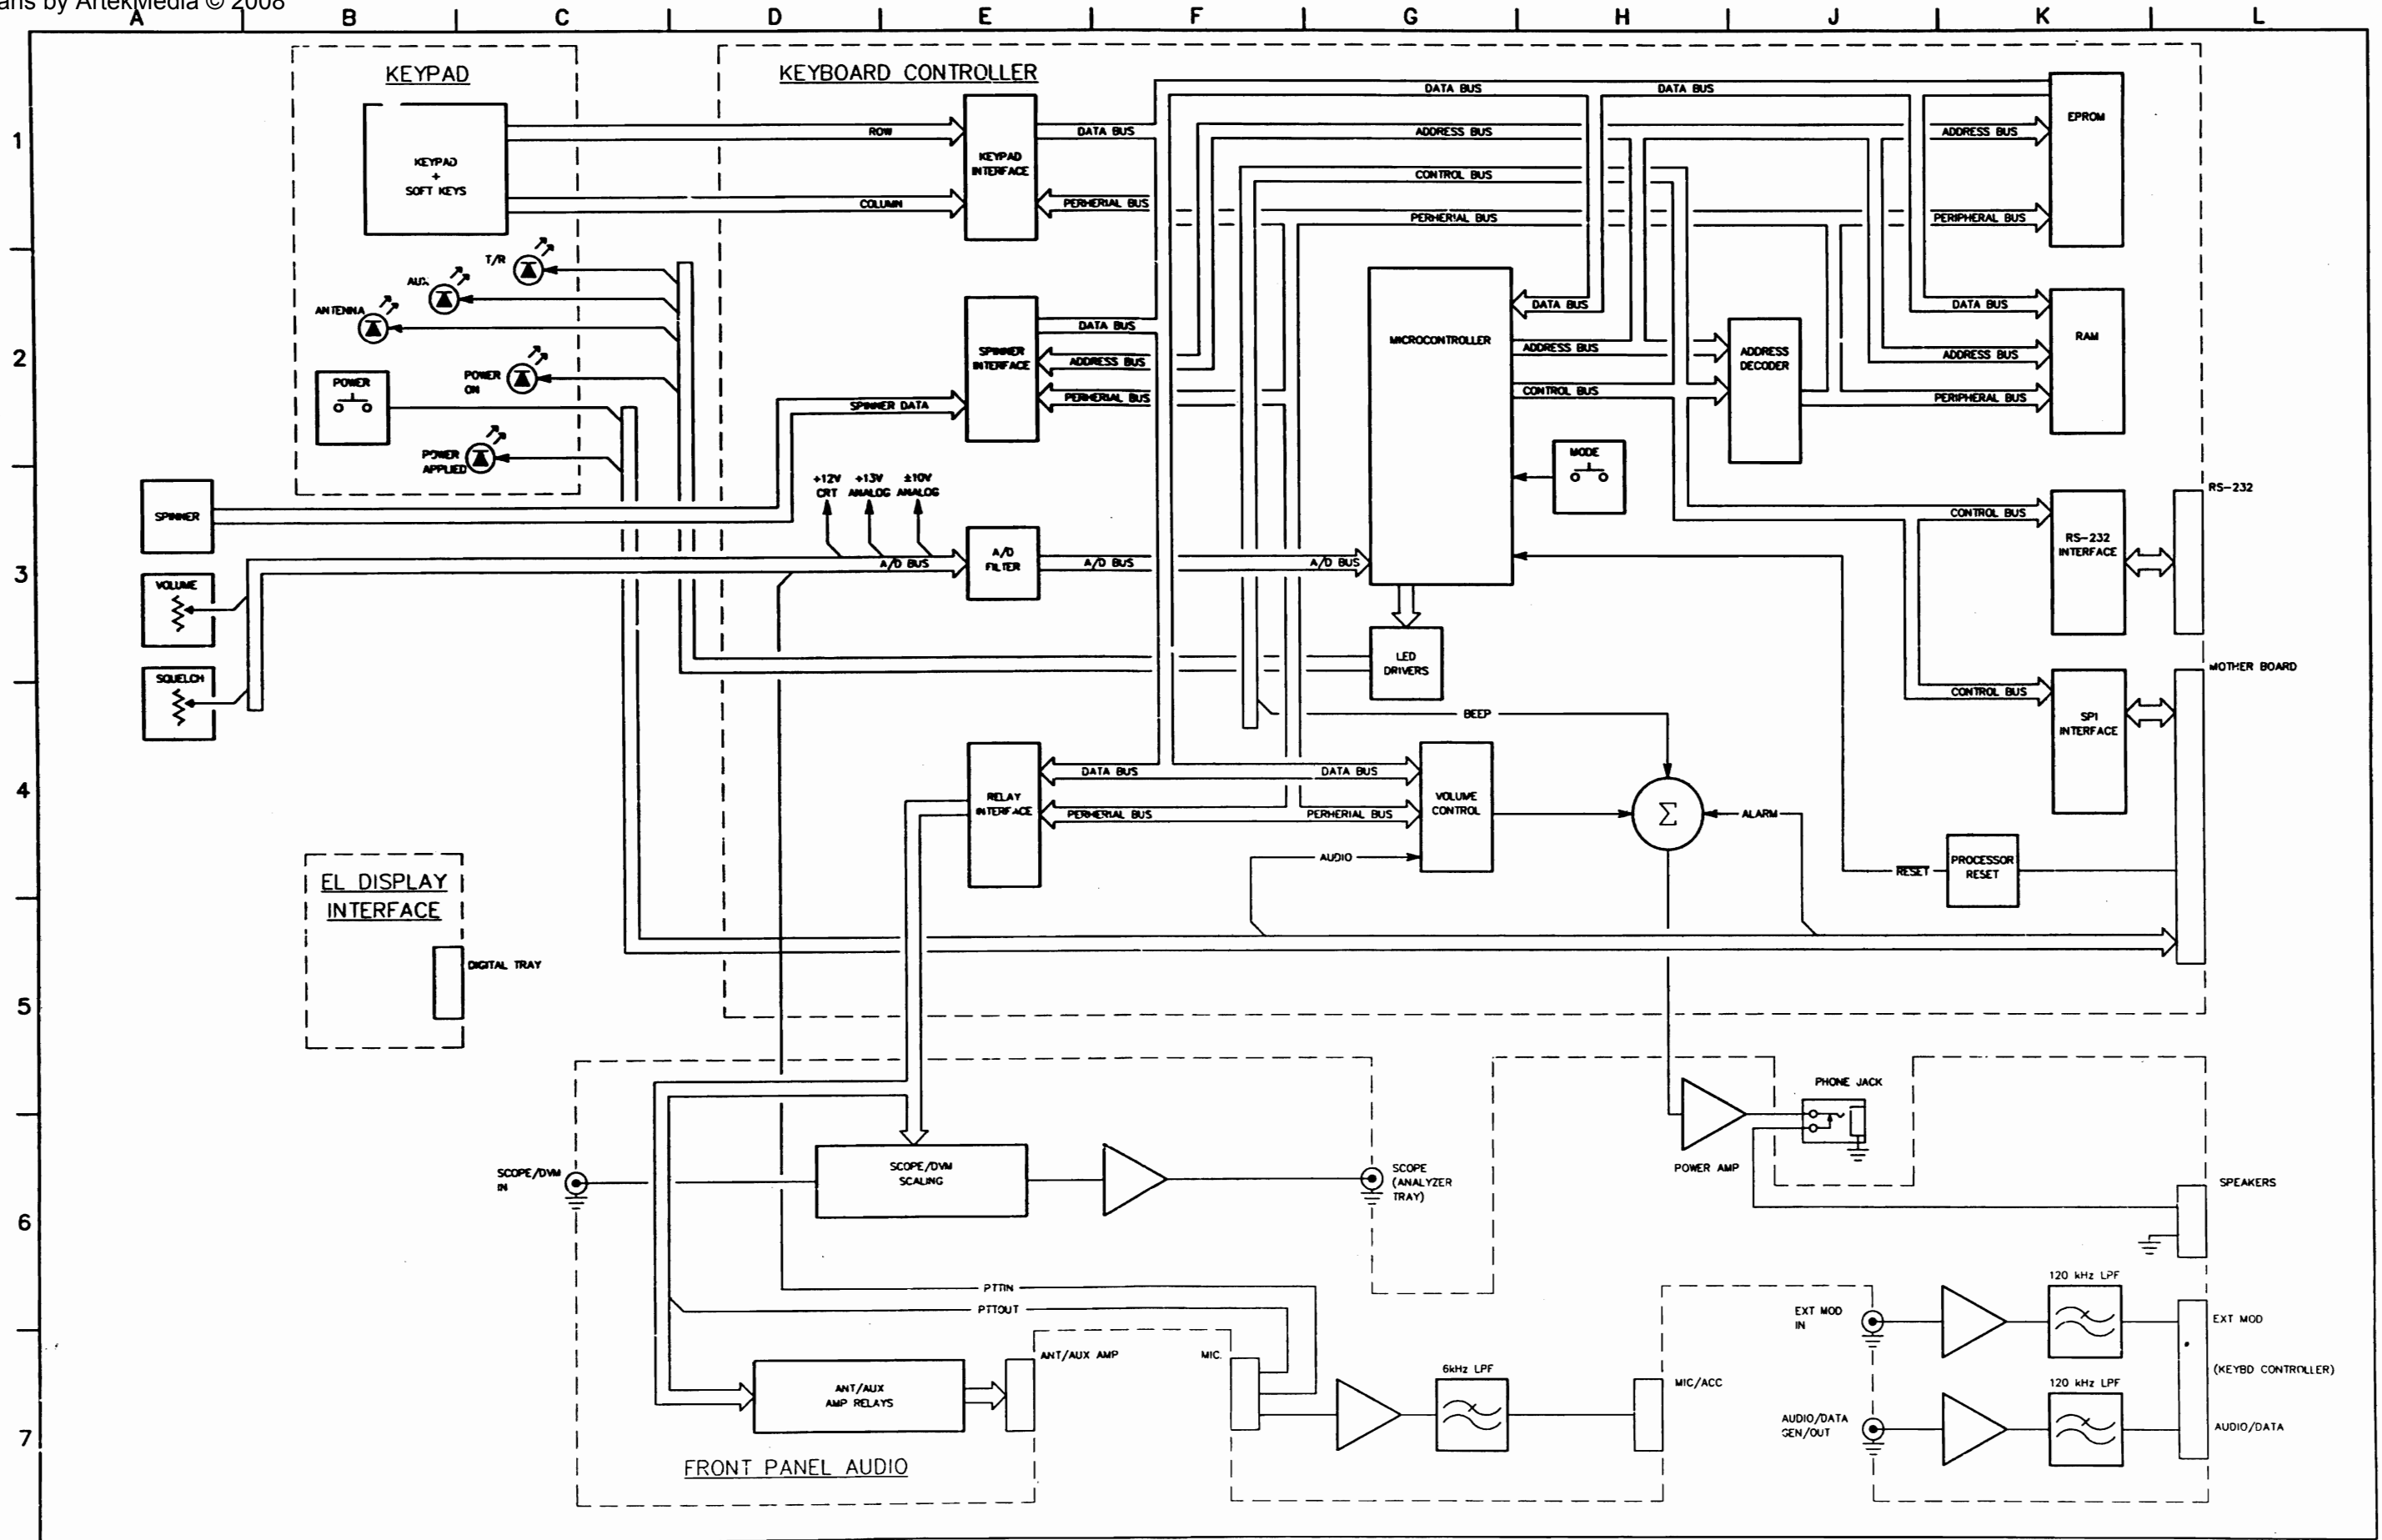 ans by ArtekMedia © 2008
A B C D E F G H J K L
1
2
3
4
5
6
7
KEYPAD
KEYPAD
+
SOFT KEYS
T/R
AUX
ANTENNA
POWER
ON
POWER
POWER
APPLIED
SPINNER
VOLUME
SQUELCH
EL DISPLAY
INTERFACE
DIGITAL TRAY
KEYBOARD CONTROLLER
ROW
COLUMN
KEYPAD
INTERFACE
DATA BUS
PERHERIAL BUS
DATA BUS
DATA BUS
ADDRESS BUS
ADDRESS BUS
CONTROL BUS
PERHERIAL BUS
PERIPHERAL BUS
EPROM
SPINNER DATA
SPINNER
INTERFACE
DATA BUS
ADDRESS BUS
PERHERIAL BUS
MICROCONTROLLER
DATA BUS
ADDRESS BUS
CONTROL BUS
ADDRESS
DECODER
DATA BUS
ADDRESS BUS
PERIPHERAL BUS
RAM
MODE
+12V
CRT
+13V
ANALOG
±10V
ANALOG
A/D BUS
A/D
FILTER
A/D BUS
A/D BUS
LED
DRIVERS
CONTROL BUS
RS-232
INTERFACE
RS-232
CONTROL BUS
SPI
INTERFACE
MOTHER BOARD
BEEP
RELAY
INTERFACE
DATA BUS
DATA BUS
PERHERIAL BUS
PERHERIAL BUS
VOLUME
CONTROL
AUDIO
Σ
ALARM
RESET
PROCESSOR
RESET
SCOPE/DVM
IN
SCOPE/DVM
SCALING
SCOPE
(ANALYZER
TRAY)
POWER AMP
PHONE JACK
SPEAKERS
PTTIN
PTTOUT
ANT/AUX
AMP RELAYS
ANT/AUX AMP
MIC.
6kHz LPF
MIC/ACC
EXT MOD
IN
120 kHz LPF
EXT MOD
(KEYBD CONTROLLER)
AUDIO/DATA
GEN/OUT
120 kHz LPF
AUDIO/DATA
FRONT PANEL AUDIO